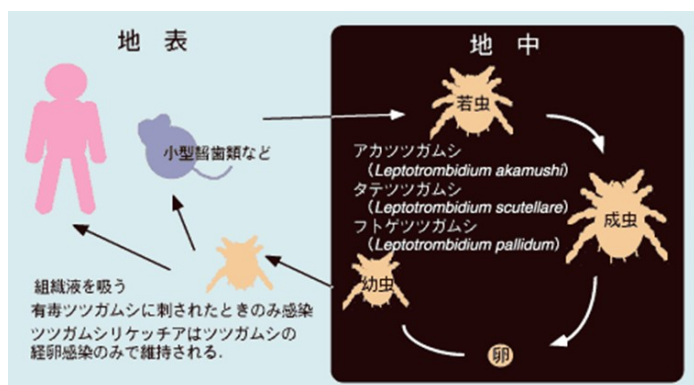 地表
地中
若虫
小型齧歯類など
アカツツガムシ
（Leptotrombidium akamushi）
タテツツガムシ
（Leptotrombidium scutellare）
フトゲツツガムシ
（Leptotrombidium pallidum）
成虫
幼虫
卵
組織液を吸う
有毒ツツガムシに刺されたときのみ感染
ツツガムシリケッチアはツツガムシの
経卵感染のみで維持される.